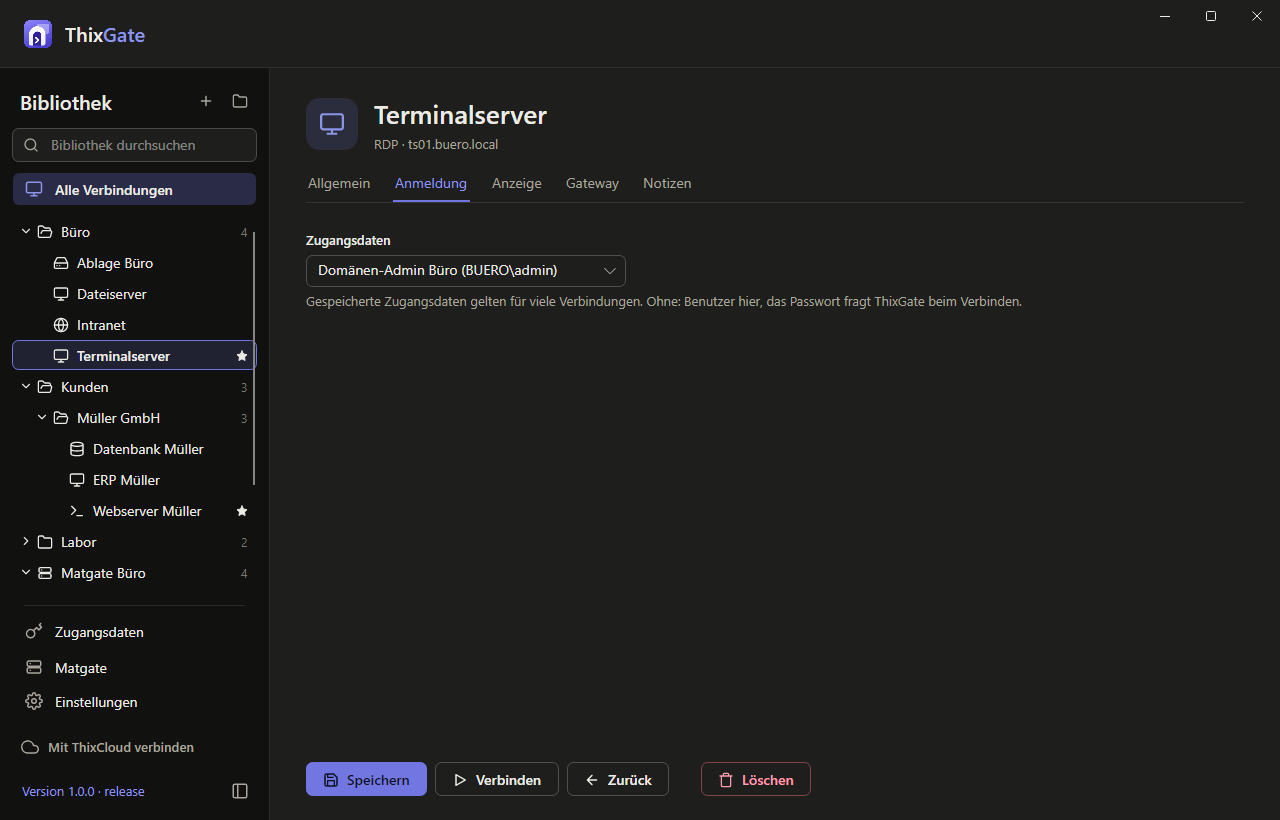 ThixGate
Bibliothek
Bibliothek durchsuchen
Alle Verbindungen
Büro 4
Ablage Büro
Dateiserver
Intranet
Terminalserver
Kunden 3
Müller GmbH 3
Datenbank Müller
ERP Müller
Webserver Müller
Labor 2
Matgate Büro 4
Zugangsdaten
Matgate
Einstellungen
Mit ThixCloud verbinden
Version 1.0.0 · release
Terminalserver
RDP · ts01.buero.local
Allgemein Anmeldung Anzeige Gateway Notizen
Zugangsdaten
Domänen-Admin Büro (BUERO\admin)
Gespeicherte Zugangsdaten gelten für viele Verbindungen. Ohne: Benutzer hier, das Passwort fragt ThixGate beim Verbinden.
Speichern Verbinden Zurück Löschen